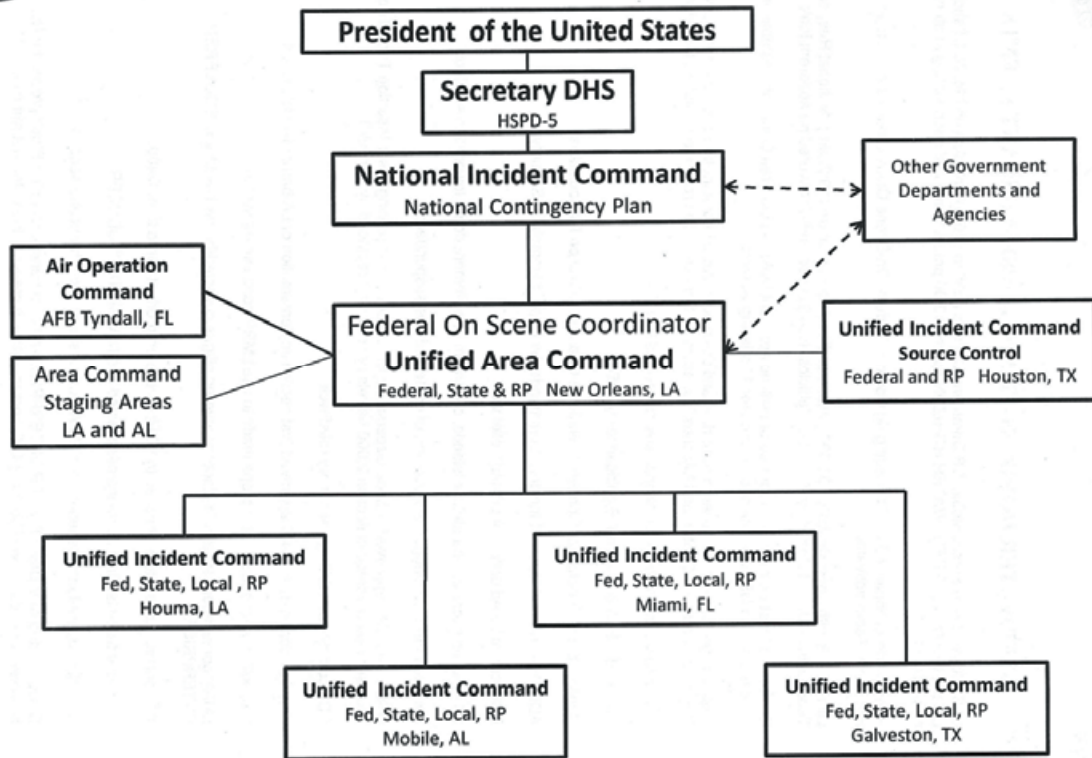 President of the United States
Secretary DHS
HSPD-5
National Incident Command
National Contingency Plan
Other Government
Departments and
Agencies
Air Operation
Command
AFB Tyndall, FL
Area Command
Staging Areas
LA and AL
Federal On Scene Coordinator
Unified Area Command
Federal, State & RP New Orleans, LA
Unified Incident Command
Source Control
Federal and RP Houston, TX
Unified Incident Command
Fed, State, Local , RP
Houma, LA
Unified Incident Command
Fed, State, Local, RP
Miami, FL
Unified Incident Command
Fed, State, Local, RP
Mobile, AL
Unified Incident Command
Fed, State, Local, RP
Galveston, TX